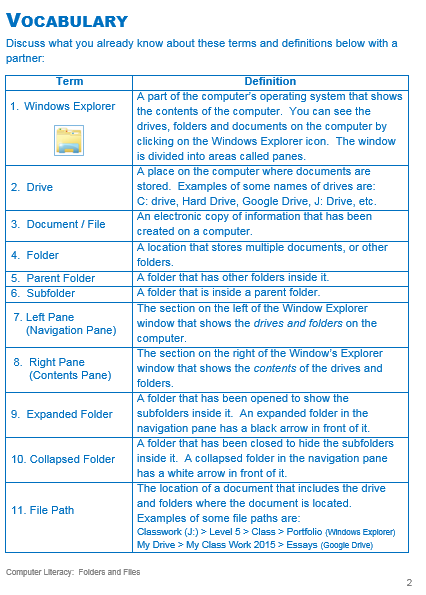 VOCABULARY
Discuss what you already know about these terms and definitions below with a
partner:
Term Definition
1. Windows Explorer
A part of the computer's operating system that shows
the contents of the computer. You can see the
drives, folders and documents on the computer by
clicking on the Windows Explorer icon. The window
is divided into areas called panes.
2. Drive
A place on the computer where documents are
stored. Examples of some names of drives are:
C: drive, Hard Drive, Google Drive, J: Drive, etc.
3. Document / File
An electronic copy of information that has been
created on a computer.
4. Folder
A location that stores multiple documents, or other
folders.
5. Parent Folder
A folder that has other folders inside it.
6. Subfolder
A folder that is inside a parent folder.
7. Left Pane
(Navigation Pane)
The section on the left of the Window Explorer
window that shows the drives and folders on the
computer.
8. Right Pane
(Contents Pane)
The section on the right of the Window's Explorer
window that shows the contents of the drives and
folders.
9. Expanded Folder
A folder that has been opened to show the
subfolders inside it. An expanded folder in the
navigation pane has a black arrow in front of it.
10. Collapsed Folder
A folder that has been closed to hide the subfolders
inside it. A collapsed folder in the navigation pane
has a white arrow in front of it.
11. File Path
The location of a document that includes the drive
and folders where the document is located.
Examples of some file paths are:
Classwork (J:) > Level 5 > Class > Portfolio (Windows Explorer)
My Drive > My Class Work 2015 > Essays (Google Drive)
Computer Literacy: Folders and Files
2